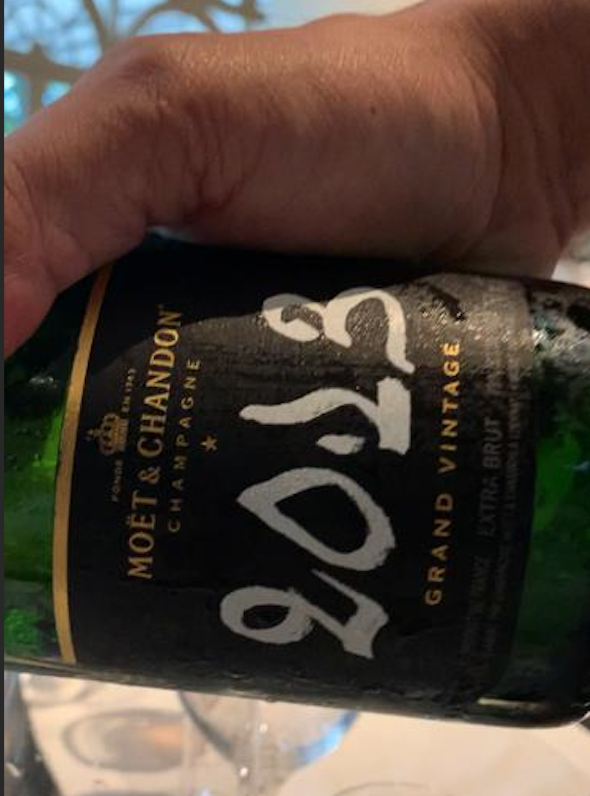 FONDÉ EN 1743
MOËT & CHANDON
CHAMPAGNE
2013
GRAND VINTAGE
EXTRA BRUT